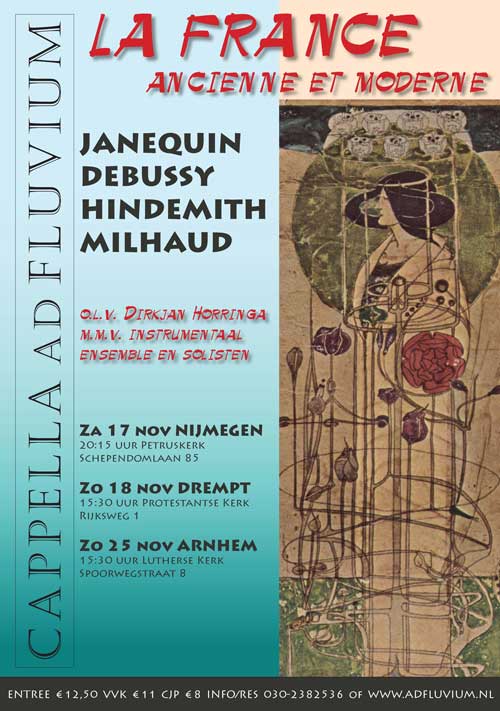 LA FRANCE
ANCIENNE ET MODERNE
CAPPELLA AD FLUVIUM
JANEQUIN
DEBUSSY
HINDEMITH
MILHAUD
O.L.V. DIRKJAN HORRINGA
M.M.V. INSTRUMENTAAL
ENSEMBLE EN SOLISTEN
ZA 17 NOV NIJMEGEN
20:15 UUR PETRUSKERK
SCHEPENDOMLAAN 85
ZO 18 NOV DREMPT
15:30 UUR PROTESTANTSE KERK
RIJKSWEG 1
ZO 25 NOV ARNHEM
15:30 UUR LUTHERSE KERK
SPOORWEGSTRAAT 8
ENTREE €12,50 VVK €11 CJP €8 INFO/RES 030-2382536 OF WWW.ADFLUVIUM.NL